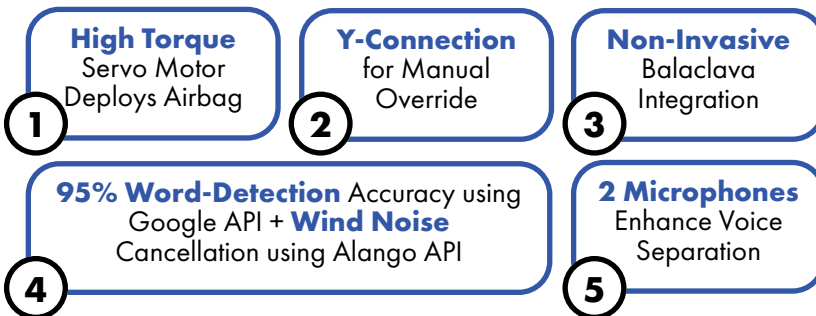 High Torque
Servo Motor
Deploys Airbag
1
Y-Connection
for Manual
Override
2
Non-Invasive
Balaclava
Integration
3
95% Word-Detection Accuracy using
Google API + Wind Noise
Cancellation using Alango API
4
2 Microphones
Enhance Voice
Separation
5